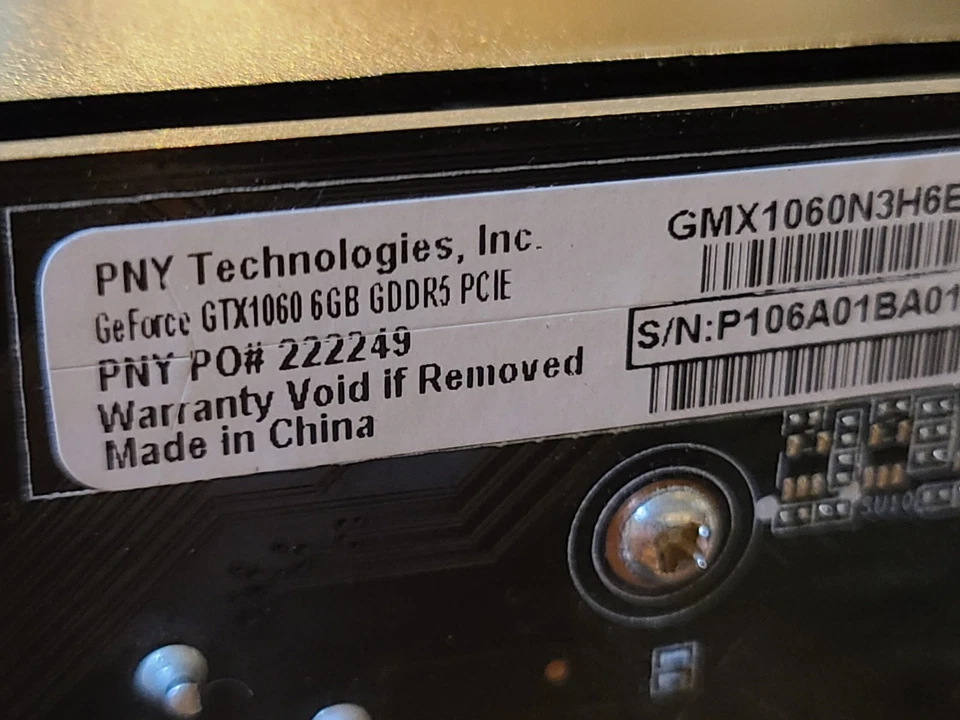 PNY Technologies, Inc.
GeForce GTX1060 6GB GDDR5 PCIE
PNY PO# 222249
Warranty Void if Removed
Made in China
GMX1060N3H6E
S/N:P106A01BA01